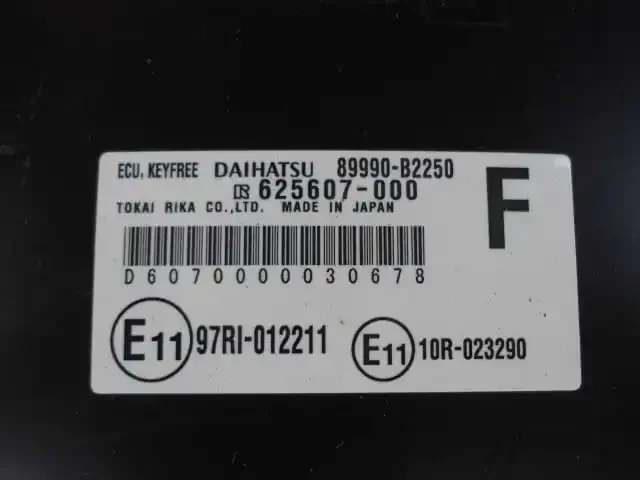 ECU, KEYFREE DAIHATSU 89990-B2250
625607-000
F
TOKAI RIKA CO.,LTD. MADE IN JAPAN
D60700000030678
E11 97RI-012211
E11 10R-023290